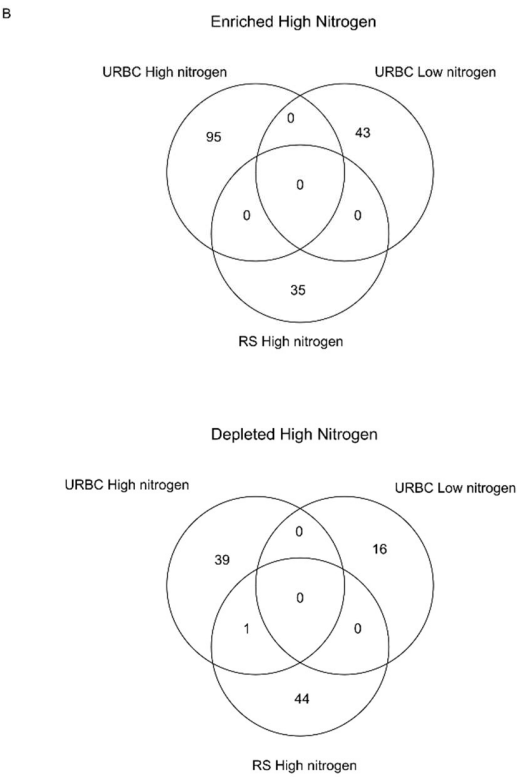 B
Enriched High Nitrogen
URBC High nitrogen
URBC Low nitrogen
0
95
43
0
0
0
35
RS High nitrogen
Depleted High Nitrogen
URBC High nitrogen
URBC Low nitrogen
0
39
16
0
1
0
44
RS High nitrogen